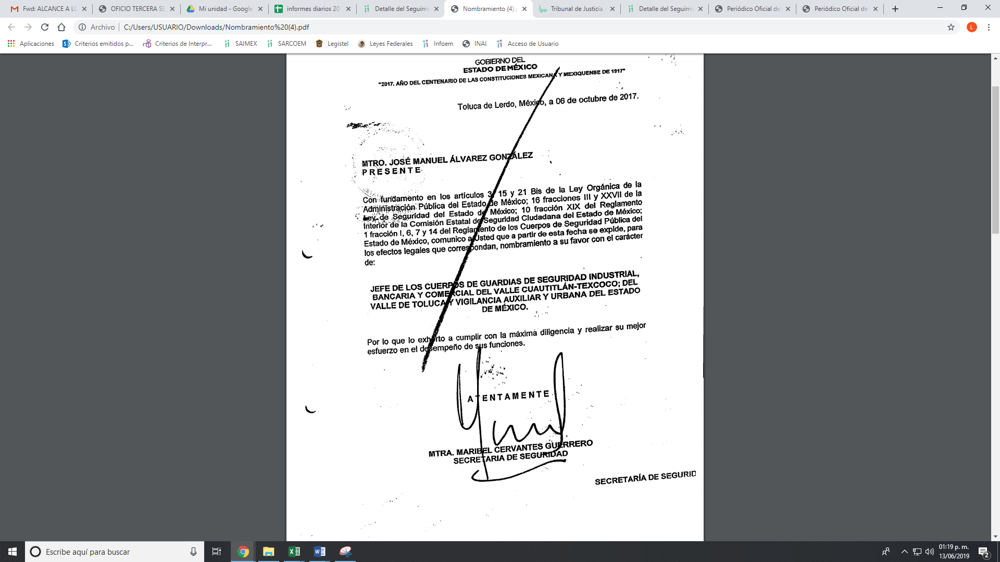 Fwd: ALCANCE A LO
OFICIO TERCERA SE
Mi unidad - Google
informes diarios 201
Detalle del Seguimi
Nombramiento (4).p
Tribunal de Justicia
Detalle del Seguimi
Periódico Oficial de
Periódico Oficial de
Archivo
C:/Users/USUARIO/Downloads/Nombramiento%20(4).pdf
L
Aplicaciones
Criterios emitidos p...
Criterios de Interpr...
SAIMEX
SARCOEM
Legistel
Leyes Federales
Infoem
INAI
Acceso de Usuario
GOBIERNO DEL
ESTADO DE MÉXICO
"2017. AÑO DEL CENTENARIO DE LAS CONSTITUCIONES MEXICANA Y MEXIQUENSE DE 1917"
Toluca de Lerdo, México, a 06 de octubre de 2017.
MTRO. JOSÉ MANUEL ÁLVAREZ GONZÁLEZ
P R E S E N T E
Con fundamento en los artículos 3, 15 y 21 Bis de la Ley Orgánica de la
Administración Pública del Estado de México; 16 fracciones III y XXVII de la
Ley de Seguridad del Estado de México; 10 fracción XIX del Reglamento
Interior de la Comisión Estatal de Seguridad Ciudadana del Estado de México;
1 fracción I, 6, 7 y 14 del Reglamento de los Cuerpos de Seguridad Pública del
Estado de México, comunico a Usted que a partir de esta fecha se expide, para
los efectos legales que correspondan, nombramiento a su favor con el carácter
de:
JEFE DE LOS CUERPOS DE GUARDIAS DE SEGURIDAD INDUSTRIAL,
BANCARIA Y COMERCIAL DEL VALLE CUAUTITLÁN-TEXCOCO; DEL
VALLE DE TOLUCA Y VIGILANCIA AUXILIAR Y URBANA DEL ESTADO
DE MÉXICO.
Por lo que lo exhorto a cumplir con la máxima diligencia y realizar su mejor
esfuerzo en el desempeño de sus funciones.
A T E N T A M E N T E
MTRA. MARIBEL CERVANTES GUERRERO
SECRETARIA DE SEGURIDAD
SECRETARÍA DE SEGURID
Escribe aquí para buscar
01:19 p. m.
13/06/2019
2